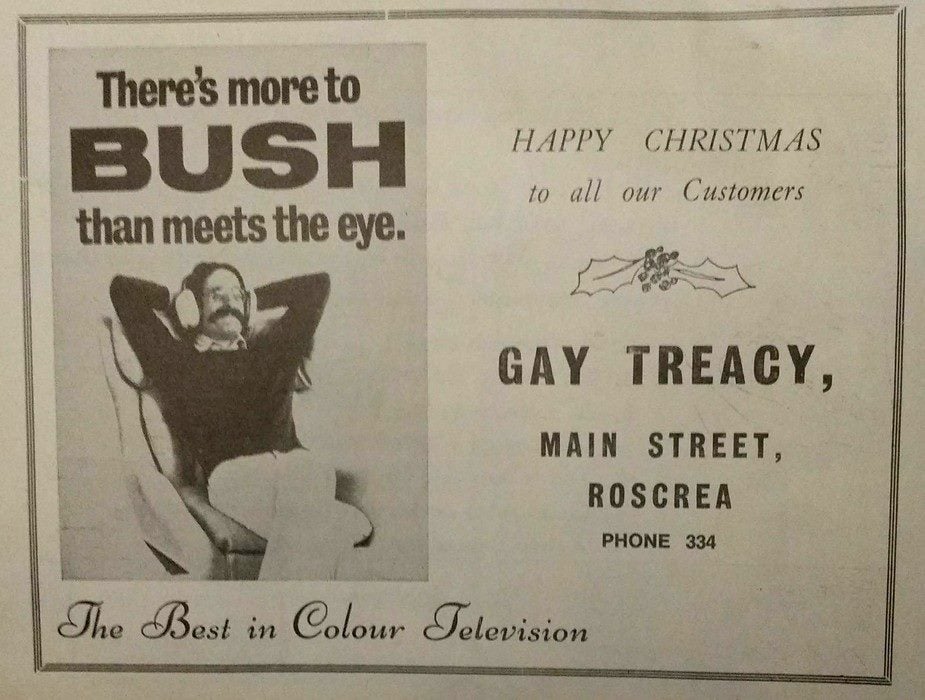 There's more to
BUSH
than meets the eye.
HAPPY CHRISTMAS
to all our Customers
GAY TREACY,
MAIN STREET,
ROSCREA
PHONE 334
The Best in Colour Television